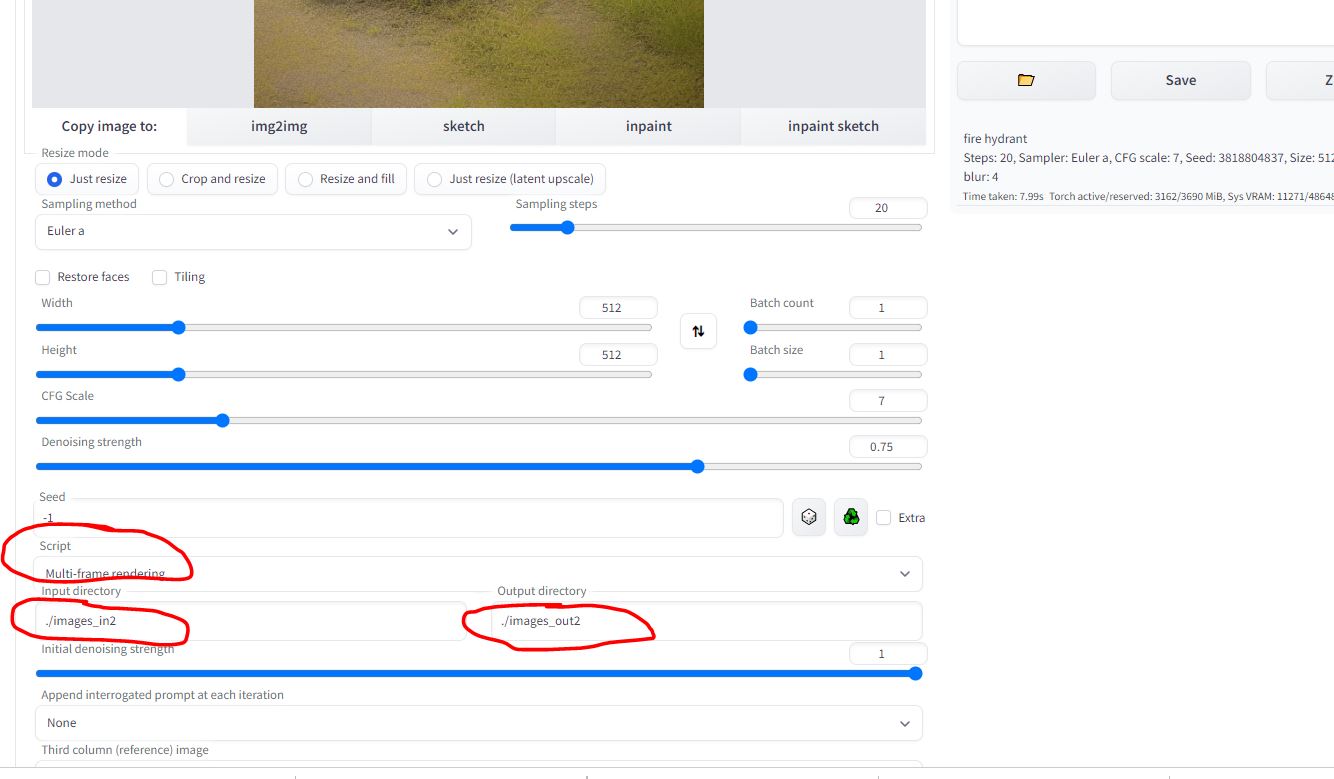 Copy image to: img2img sketch inpaint inpaint sketch
Resize mode
Just resize Crop and resize Resize and fill Just resize (latent upscale)
Sampling method
Euler a
Sampling steps 20
Restore faces Tiling
Width 512
Height 512
Batch count 1
Batch size 1
CFG Scale 7
Denoising strength 0.75
Seed
-1
Extra
Script
Multi-frame rendering
Input directory
./images_in2
Output directory
./images_out2
Initial denoising strength 1
Append interrogated prompt at each iteration
None
Third column (reference) image
Save Z
fire hydrant
Steps: 20, Sampler: Euler a, CFG scale: 7, Seed: 3818804837, Size: 512
blur: 4
Time taken: 7.99s Torch active/reserved: 3162/3690 MiB, Sys VRAM: 11271/48648